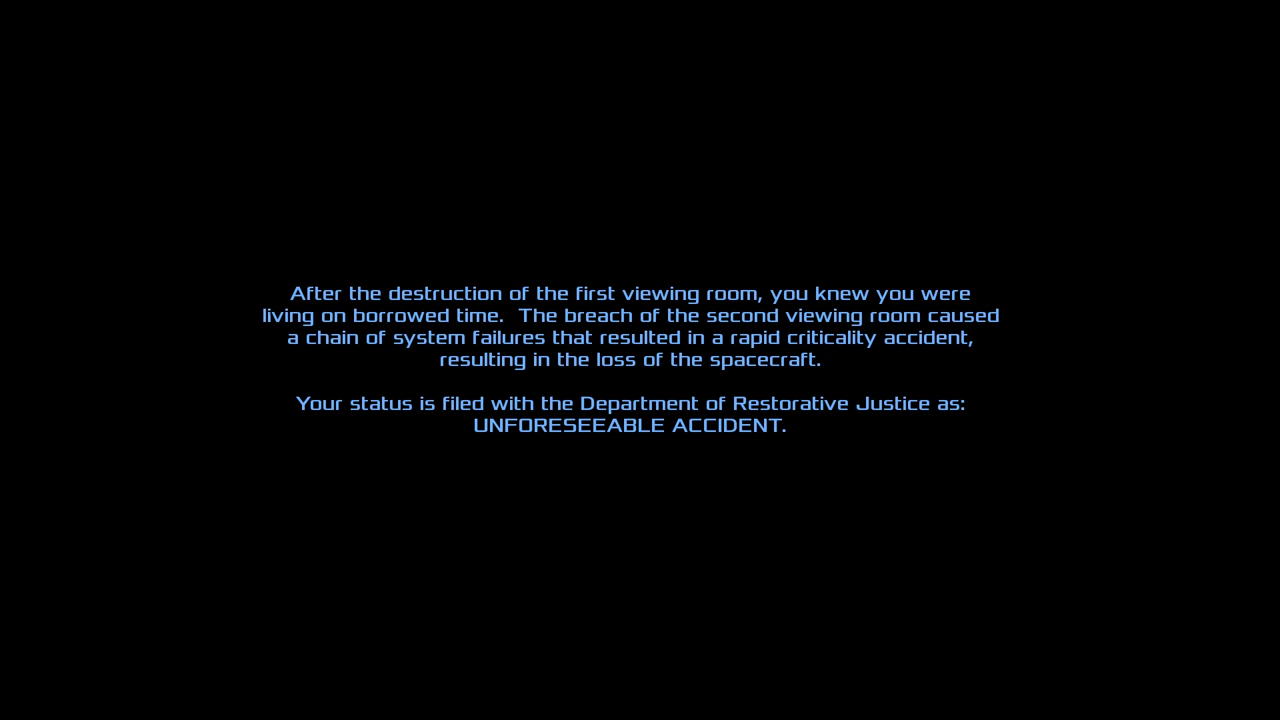 After the destruction of the first viewing room, you knew you were
living on borrowed time.  The breach of the second viewing room caused
a chain of system failures that resulted in a rapid criticality accident,
resulting in the loss of the spacecraft.
Your status is filed with the Department of Restorative Justice as:
UNFORESEEABLE ACCIDENT.